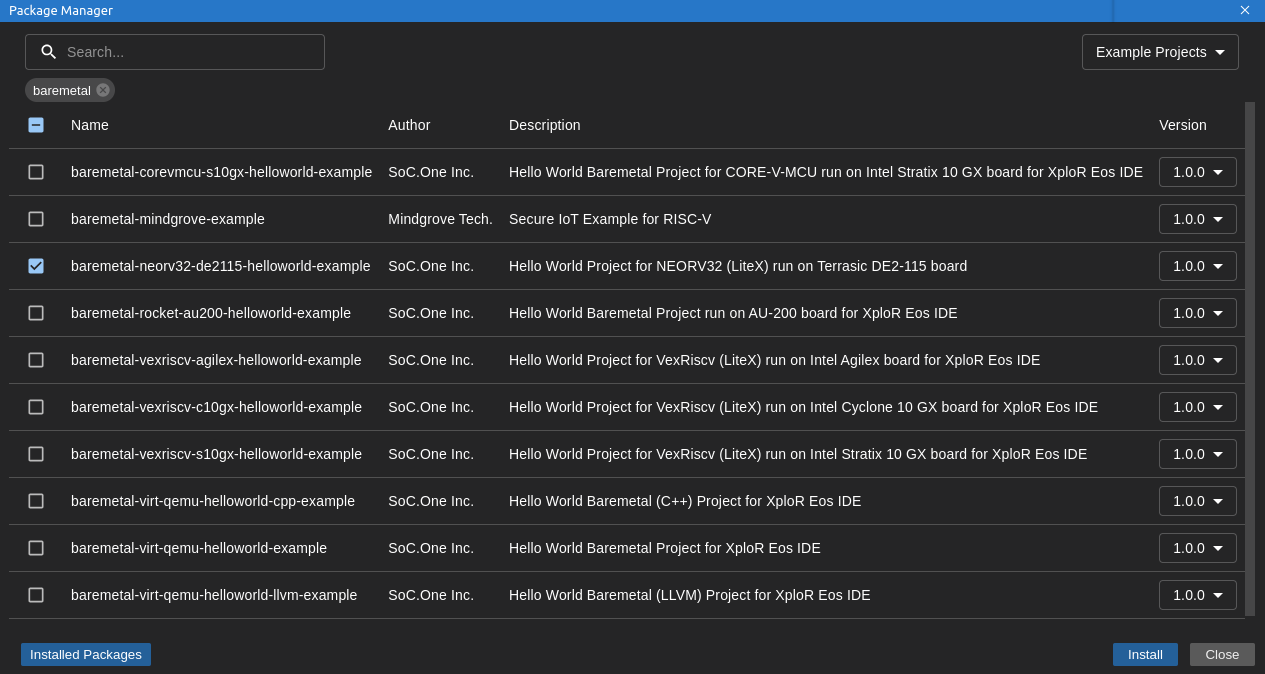 Package Manager
Search...
Example Projects
baremetal
Name Author Description Version
baremetal-corevmcu-s10gx-helloworld-example SoC.One Inc. Hello World Baremetal Project for CORE-V-MCU run on Intel Stratix 10 GX board for XploR Eos IDE 1.0.0
baremetal-mindgrove-example Mindgrove Tech. Secure IoT Example for RISC-V 1.0.0
baremetal-neorv32-de2115-helloworld-example SoC.One Inc. Hello World Project for NEORV32 (LiteX) run on Terrasic DE2-115 board 1.0.0
baremetal-rocket-au200-helloworld-example SoC.One Inc. Hello World Baremetal Project run on AU-200 board for XploR Eos IDE 1.0.0
baremetal-vexriscv-agilex-helloworld-example SoC.One Inc. Hello World Project for VexRiscv (LiteX) run on Intel Agilex board for XploR Eos IDE 1.0.0
baremetal-vexriscv-c10gx-helloworld-example SoC.One Inc. Hello World Project for VexRiscv (LiteX) run on Intel Cyclone 10 GX board for XploR Eos IDE 1.0.0
baremetal-vexriscv-s10gx-helloworld-example SoC.One Inc. Hello World Project for VexRiscv (LiteX) run on Intel Stratix 10 GX board for XploR Eos IDE 1.0.0
baremetal-virt-qemu-helloworld-cpp-example SoC.One Inc. Hello World Baremetal (C++) Project for XploR Eos IDE 1.0.0
baremetal-virt-qemu-helloworld-example SoC.One Inc. Hello World Baremetal Project for XploR Eos IDE 1.0.0
baremetal-virt-qemu-helloworld-llvm-example SoC.One Inc. Hello World Baremetal (LLVM) Project for XploR Eos IDE 1.0.0
Installed Packages Install Close